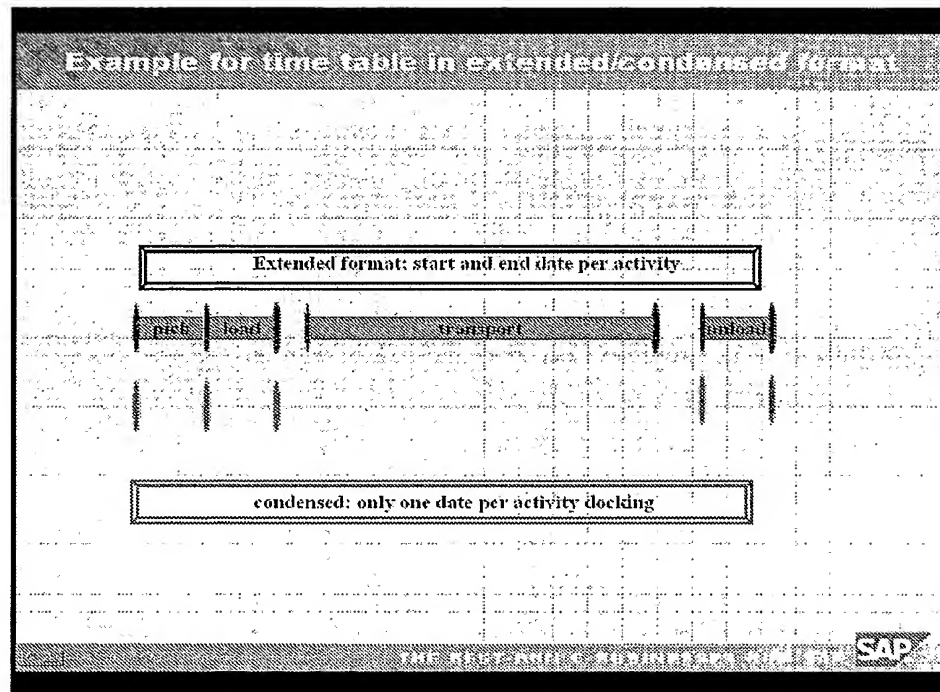 Example for time table in extended/condensed format
Extended format: start and end date per activity
pick load transport unload
condensed: only one date per activity docking
SAP